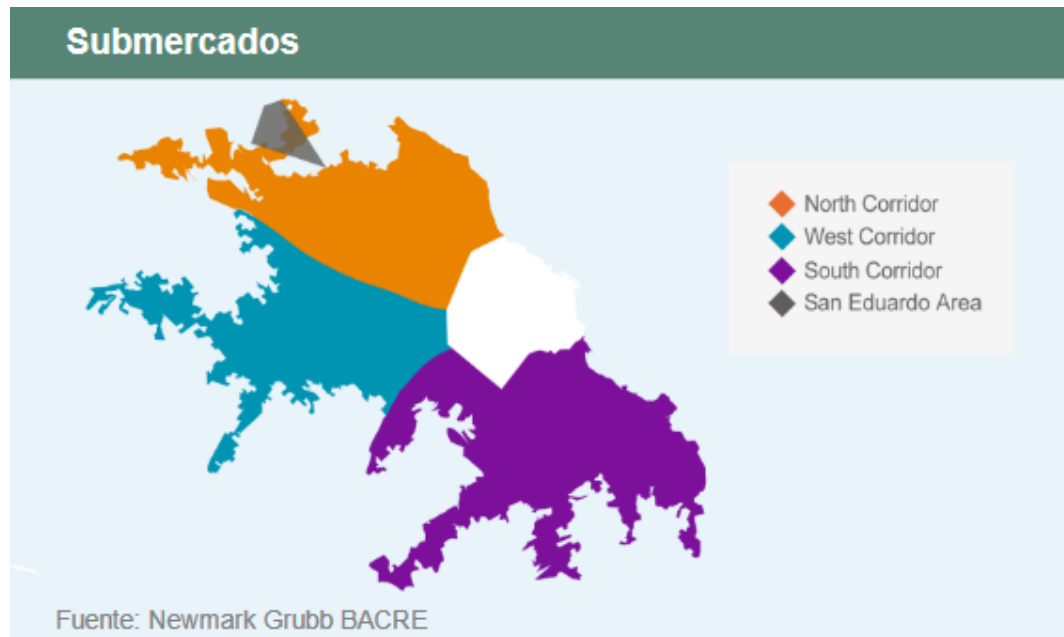 Submercados
North Corridor
West Corridor
South Corridor
San Eduardo Area
Fuente: Newmark Grubb BACRE